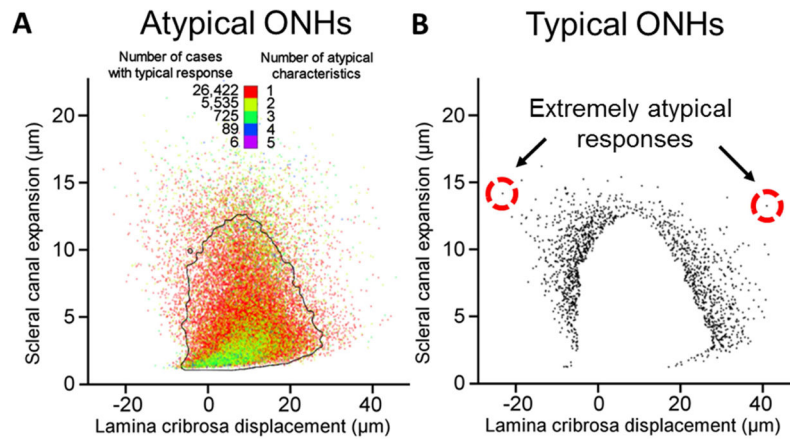 A
Atypical ONHs
Number of cases
with typical response
Number of atypical
characteristics
26,422 1
5,535 2
725 3
89 4
6 5
Scleral canal expansion (µm)
20
15
10
5
0
-20 0 20 40
Lamina cribrosa displacement (µm)
B
Typical ONHs
Extremely atypical
responses
Scleral canal expansion (µm)
20
15
10
5
0
-20 0 20 40
Lamina cribrosa displacement (µm)